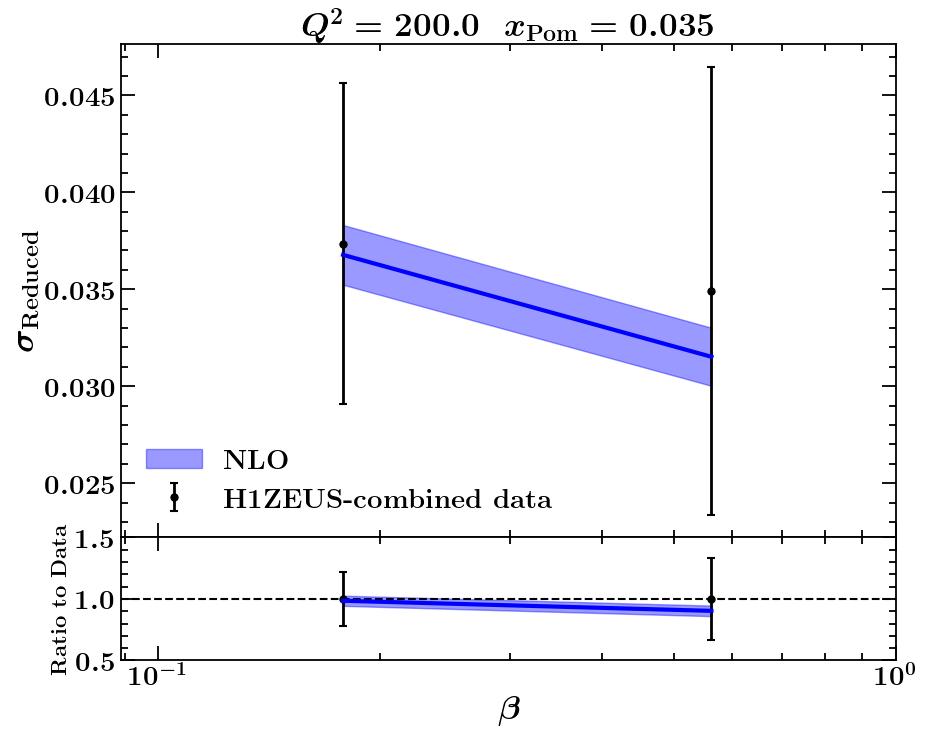 Q² = 200.0 x_Pom = 0.035
0.045
0.040
0.035
0.030
0.025
σ_Reduced
NLO
H1ZEUS-combined data
1.5
1.0
0.5
Ratio to Data
10⁻¹
10⁰
β